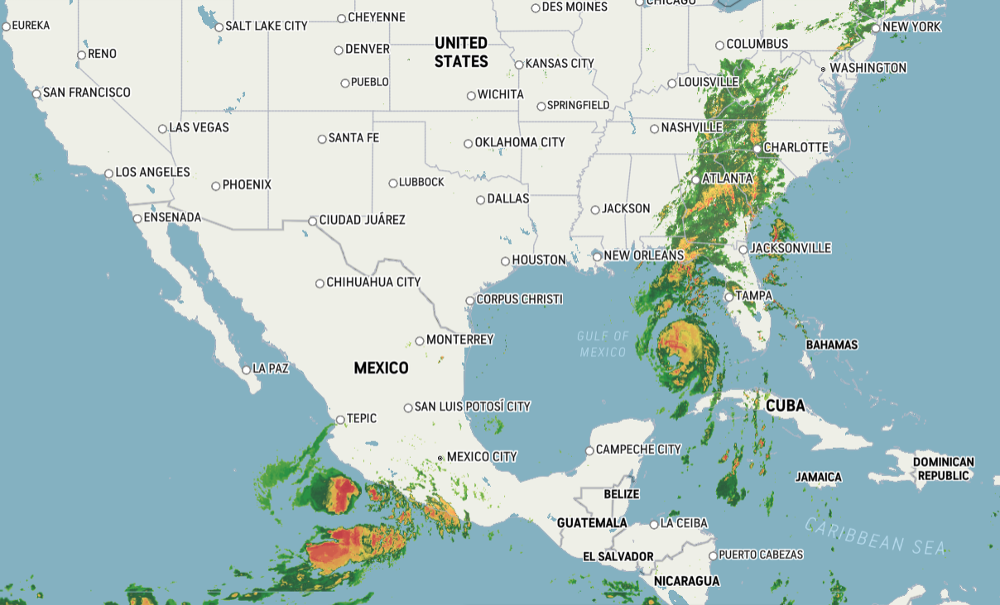 DES MOINES
CHICAGO
CHEYENNE
EUREKA
SALT LAKE CITY
NEW YORK
UNITED
STATES
COLUMBUS
DENVER
RENO
KANSAS CITY
WASHINGTON
PUEBLO
LOUISVILLE
SAN FRANCISCO
WICHITA
SPRINGFIELD
LAS VEGAS
NASHVILLE
SANTA FE
OKLAHOMA CITY
CHARLOTTE
LOS ANGELES
ATLANTA
PHOENIX
LUBBOCK
DALLAS
JACKSON
ENSENADA
CIUDAD JUÁREZ
JACKSONVILLE
NEW ORLEANS
HOUSTON
CHIHUAHUA CITY
TAMPA
CORPUS CHRISTI
GULF OF
MEXICO
MONTERREY
BAHAMAS
MEXICO
LA PAZ
CUBA
SAN LUIS POTOSÍ CITY
TEPIC
CAMPECHE CITY
MEXICO CITY
DOMINICAN
REPUBLIC
JAMAICA
BELIZE
GUATEMALA
LA CEIBA
CARIBBEAN SEA
EL SALVADOR
PUERTO CABEZAS
NICARAGUA